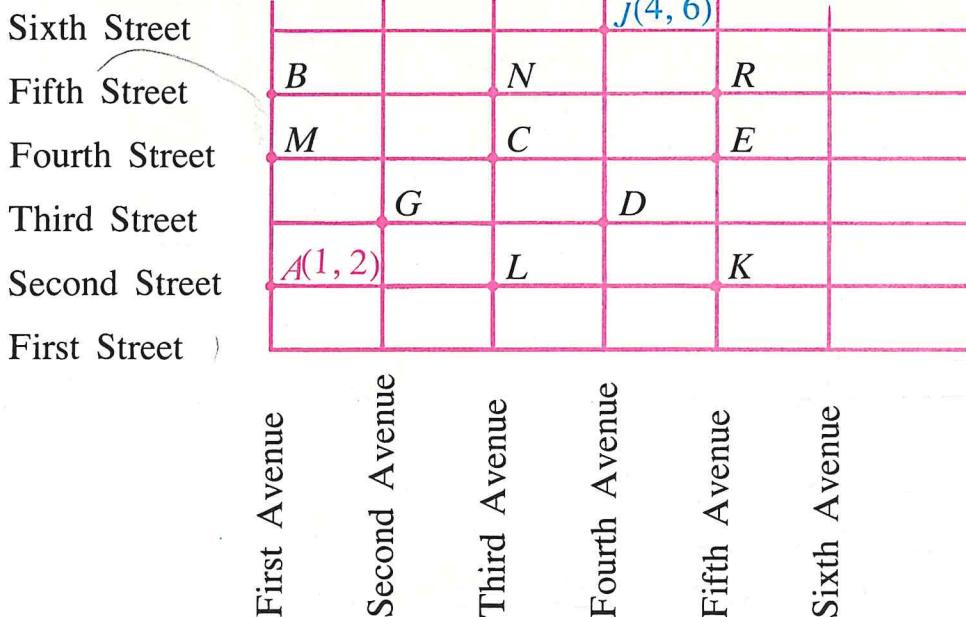 J(4, 6)
Sixth Street
B N R
Fifth Street
M C E
Fourth Street
G D
Third Street
A(1, 2) L K
Second Street
First Street
First Avenue
Second Avenue
Third Avenue
Fourth Avenue
Fifth Avenue
Sixth Avenue